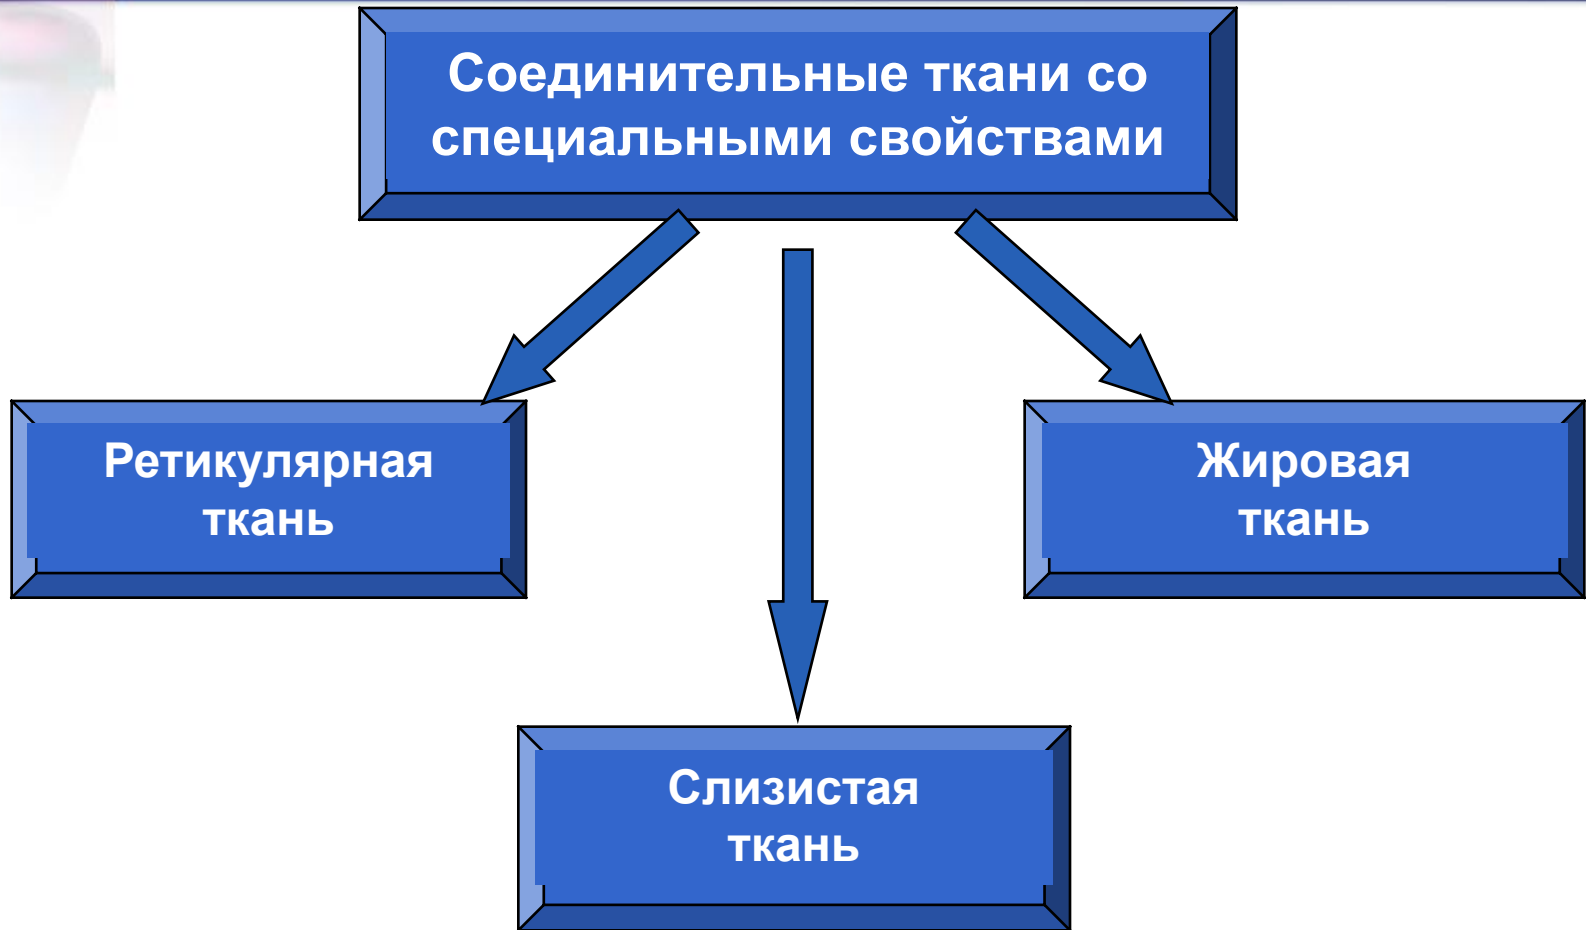 Соединительные ткани со
специальными свойствами
Ретикулярная
ткань
Жировая
ткань
Слизистая
ткань